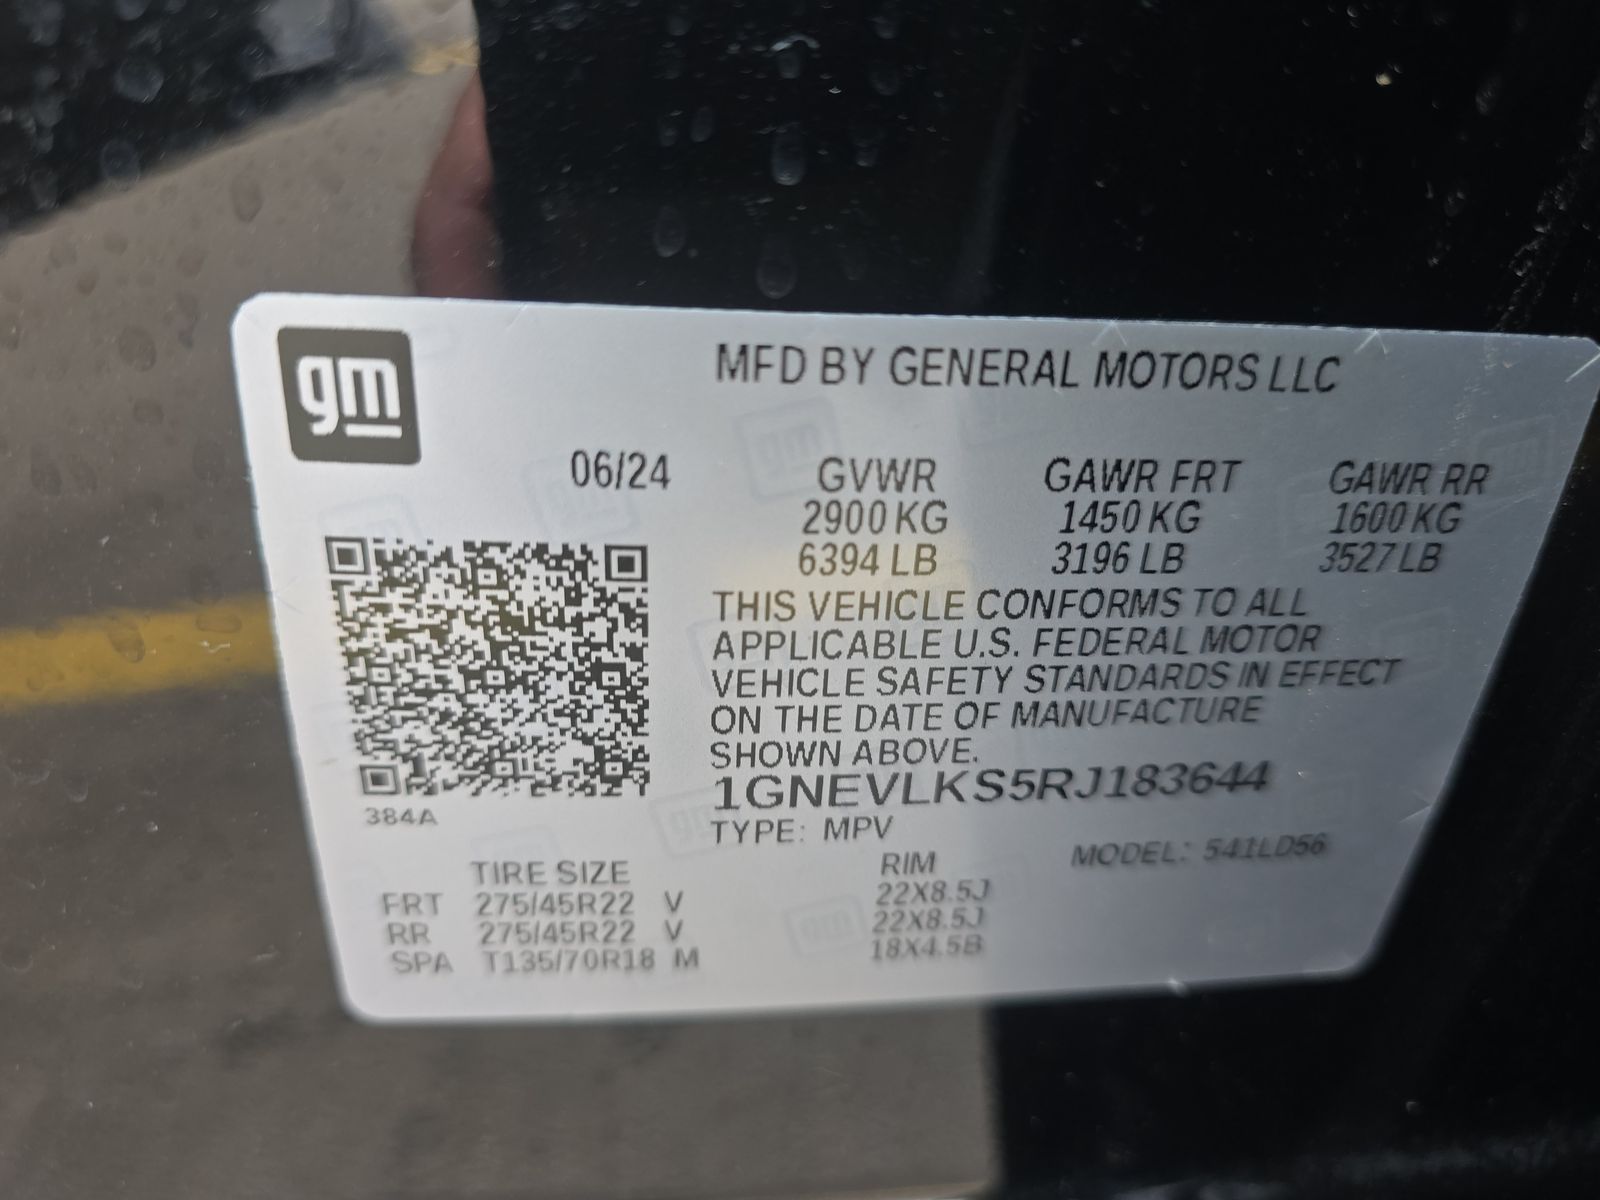 gm
MFD BY GENERAL MOTORS LLC
06/24 GVWR GAWR FRT GAWR RR
2900 KG 1450 KG 1600 KG
6394 LB 3196 LB 3527 LB
THIS VEHICLE CONFORMS TO ALL
APPLICABLE U.S. FEDERAL MOTOR
VEHICLE SAFETY STANDARDS IN EFFECT
ON THE DATE OF MANUFACTURE
SHOWN ABOVE.
1GNEVLKS5RJ183644
384A
TYPE: MPV MODEL: 541LD56
TIRE SIZE RIM
FRT 275/45R22 V 22X8.5J
RR 275/45R22 V 22X8.5J
SPA T135/70R18 M 18X4.5B